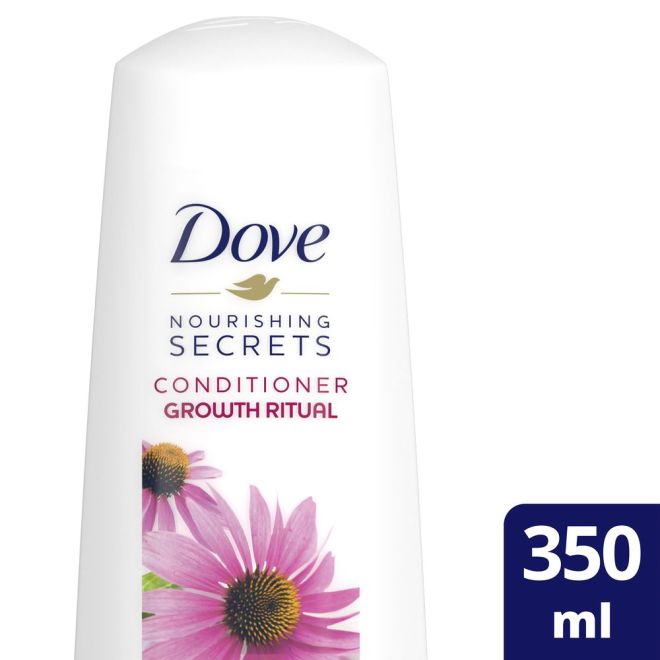 Dove
NOURISHING
SECRETS
CONDITIONER
GROWTH RITUAL
350
ml